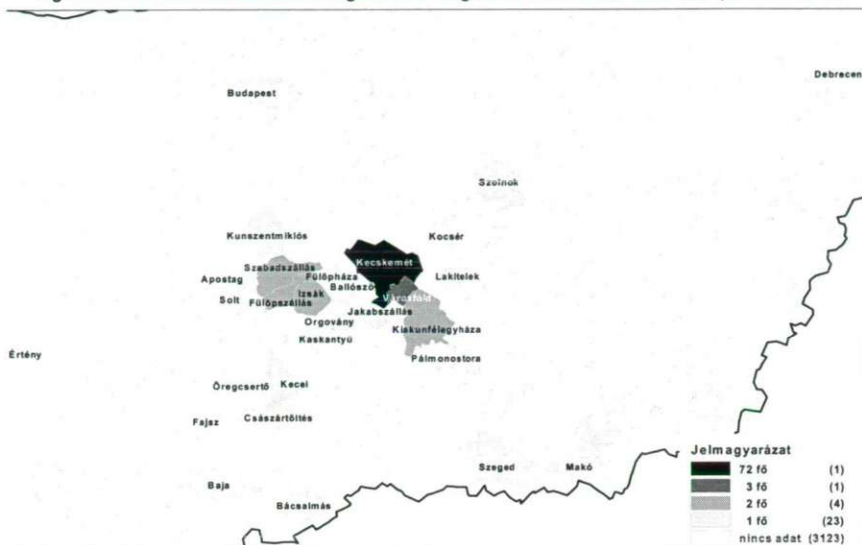 Debrecen
Budapest
Szolnok
Kunszentmiklós
Kocsér
Kecskemét
Szabadszállás
Fülöpháza
Lakitelek
Apostag
Ballószög
Izsák
Városföld
Solt
Fülöpszállás
Jakabszállás
Orgovány
Kiskunfélegyháza
Kaskantyú
Értény
Pálmonostora
Öregcsertő
Kecel
Fajsz
Császártöltés
Jelmagyarázat
Szeged
Makó
72 fő (1)
3 fő (1)
Baja
2 fő (4)
Bácsalmás
1 fő (23)
nincs adat (3123)